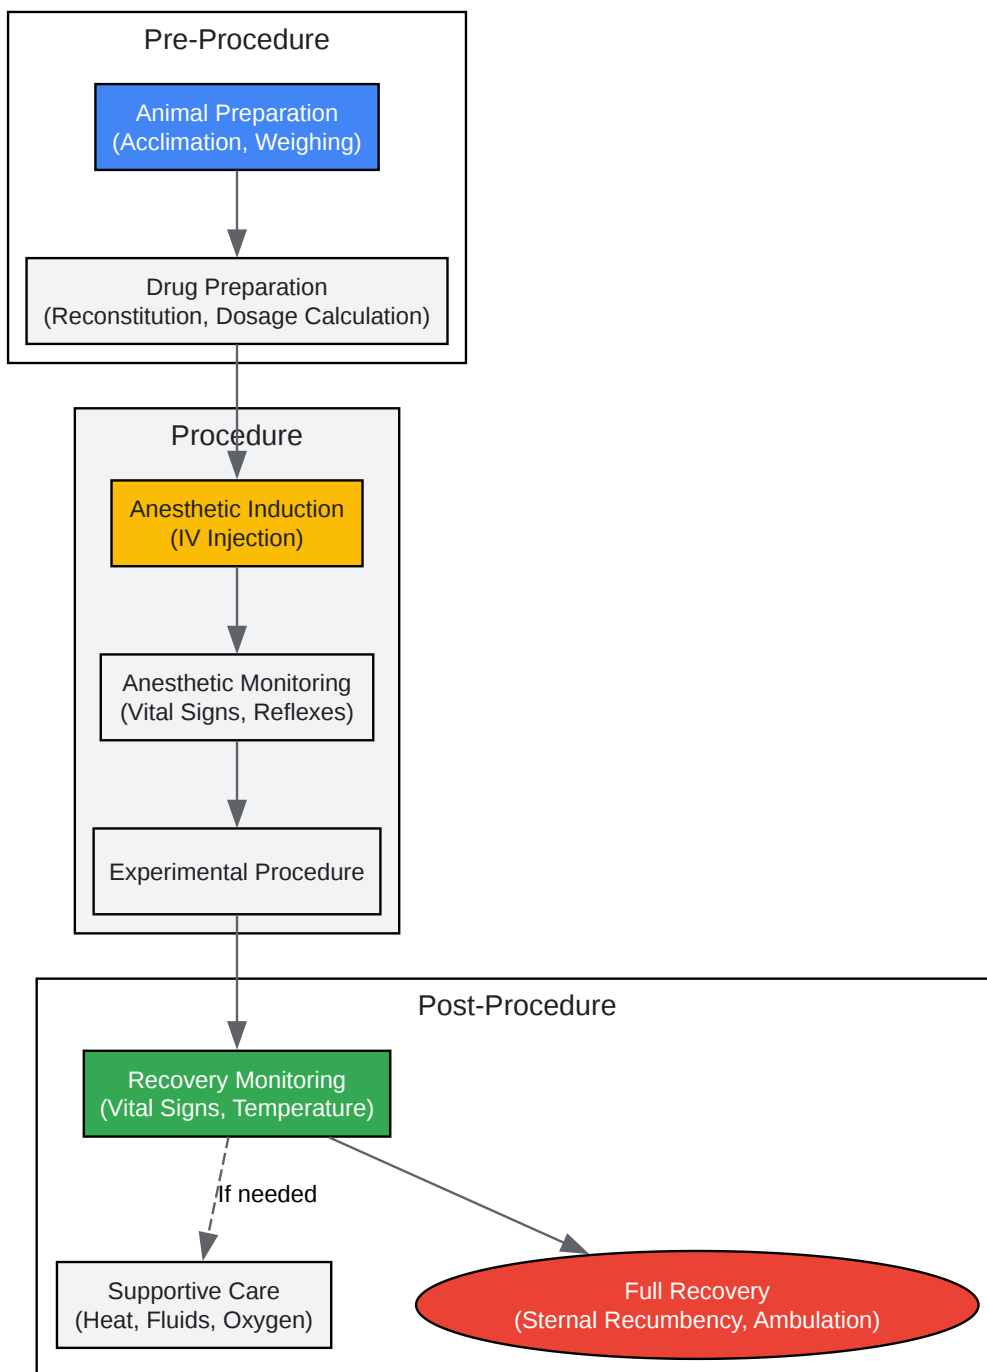 Pre-Procedure
Animal Preparation
(Acclimation, Weighing)
Drug Preparation
(Reconstitution, Dosage Calculation)
Procedure
Anesthetic Induction
(IV Injection)
Anesthetic Monitoring
(Vital Signs, Reflexes)
Experimental Procedure
Post-Procedure
Recovery Monitoring
(Vital Signs, Temperature)
If needed
Supportive Care
(Heat, Fluids, Oxygen)
Full Recovery
(Sternal Recumbency, Ambulation)